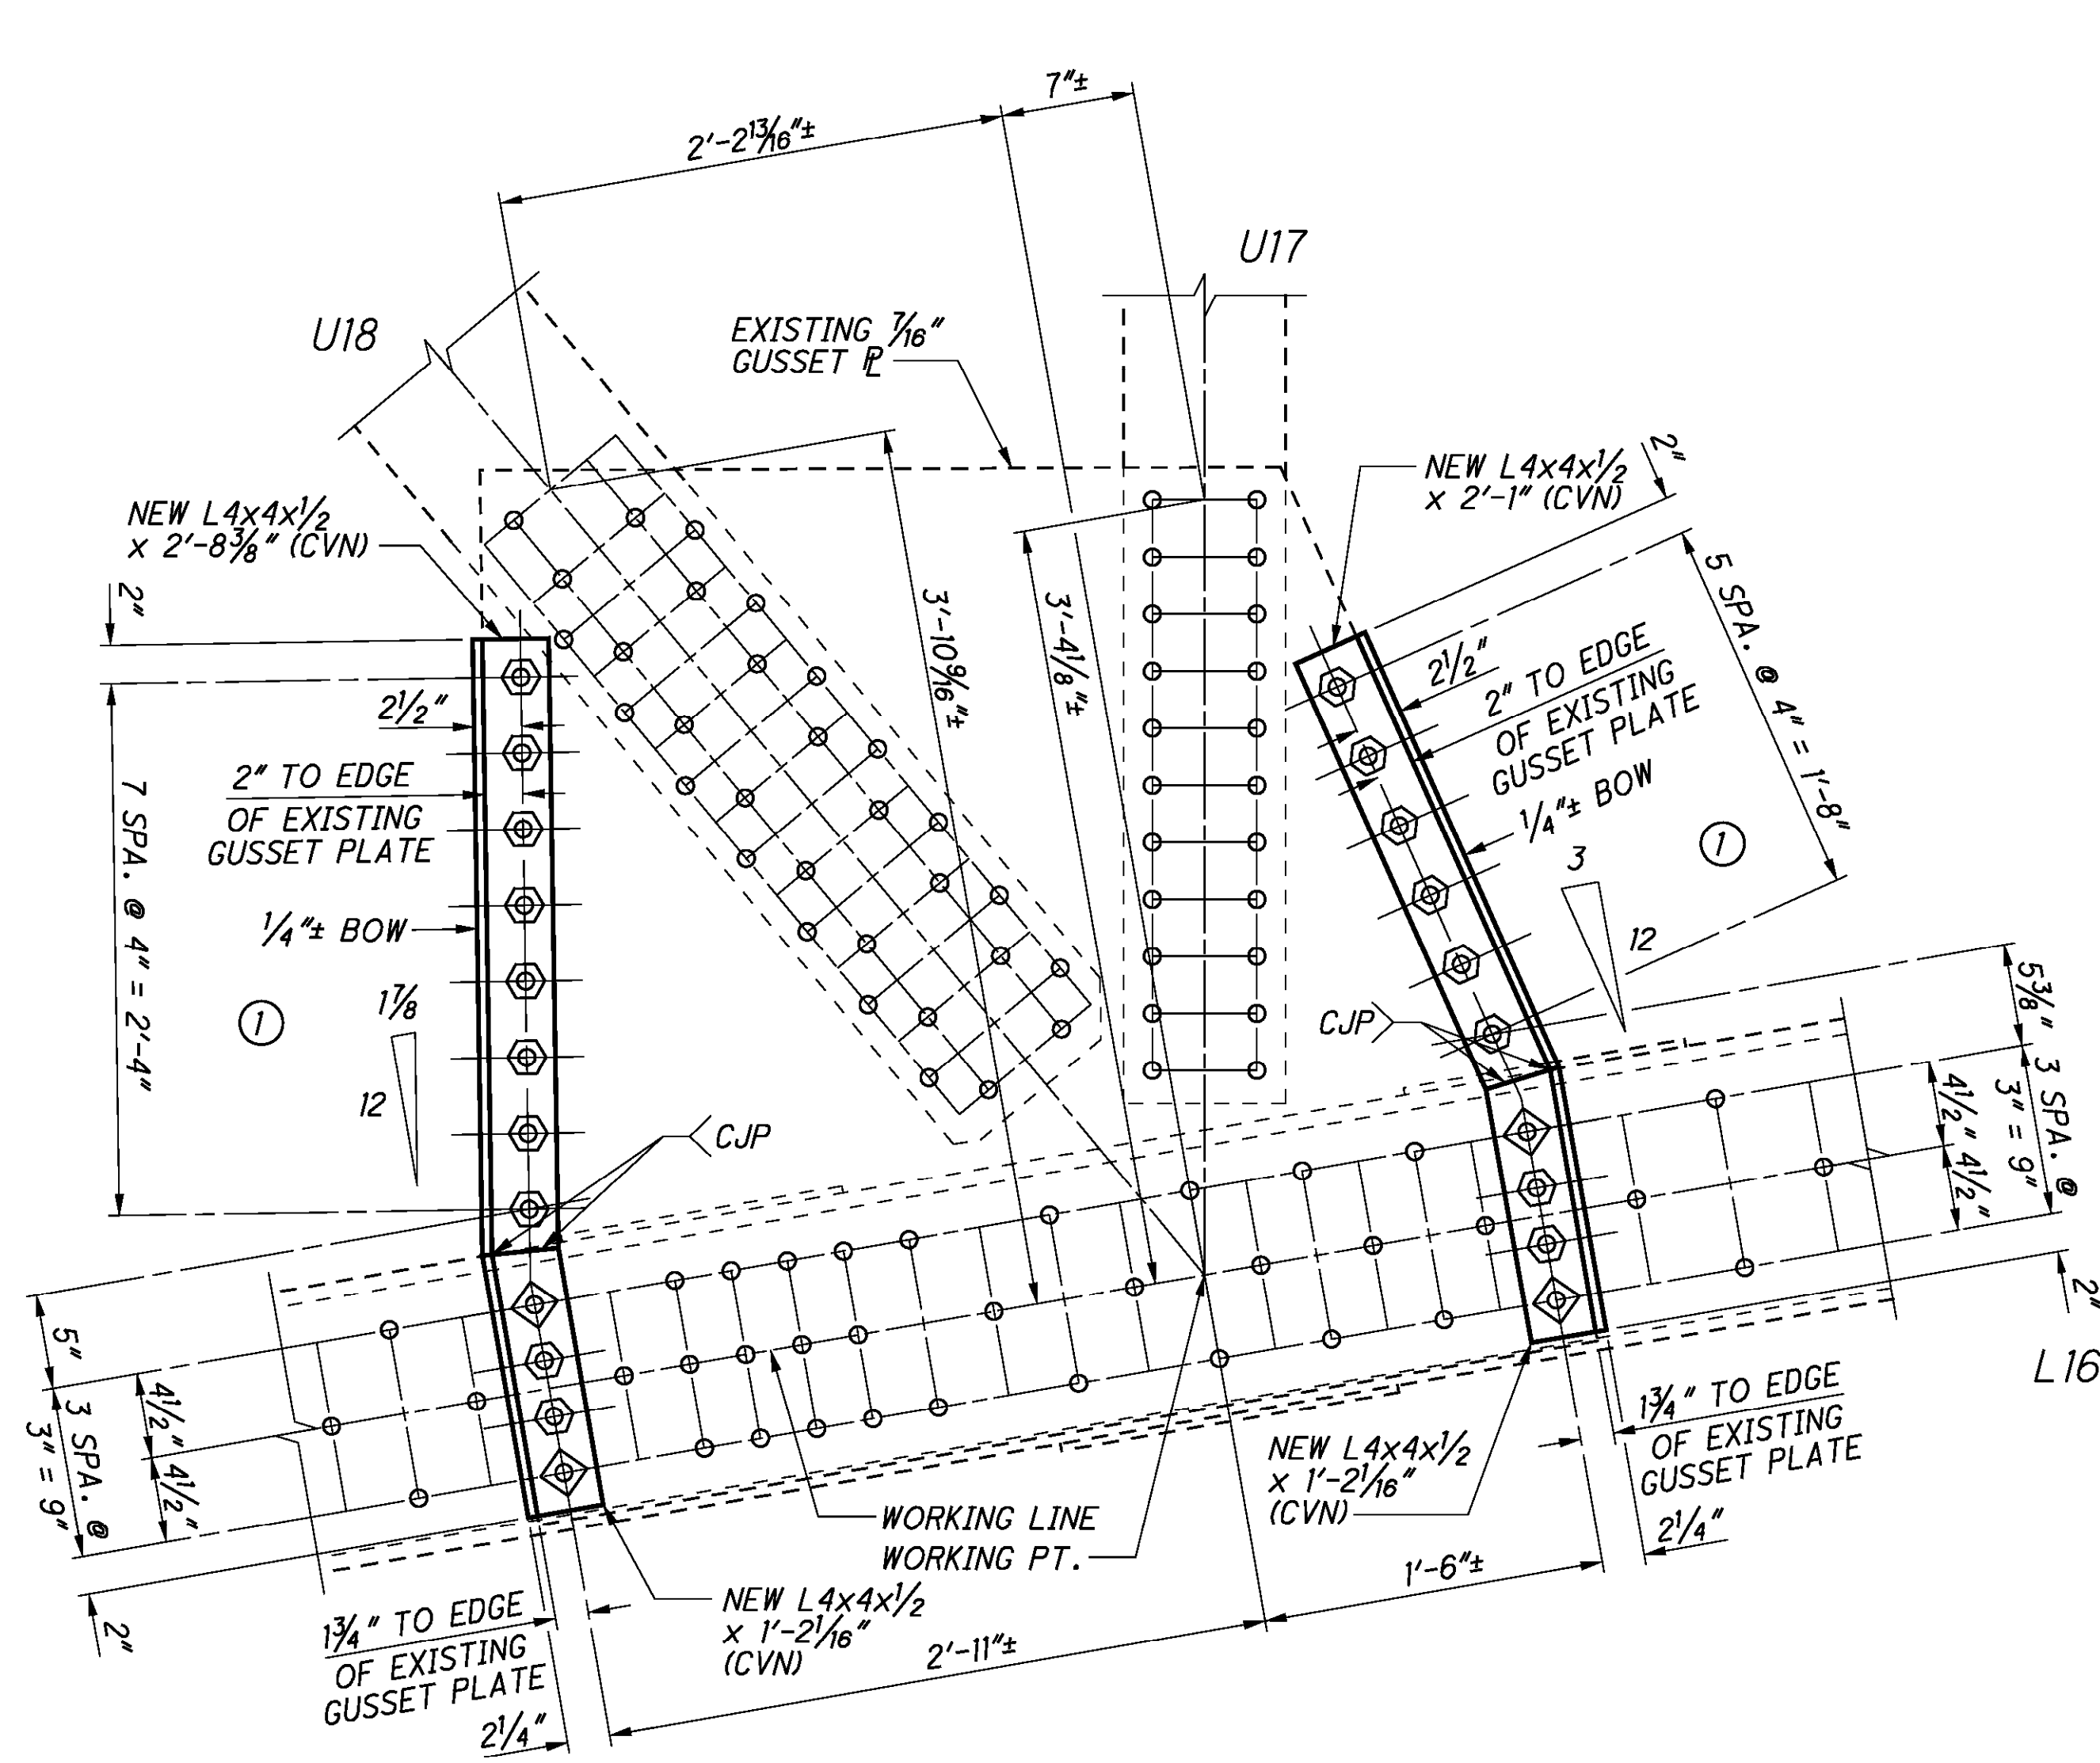 7"±
2'-2 13/16"±
U17
U18
EXISTING 7/16"
GUSSET PL
2"
NEW L4x4x1/2
x 2'-1" (CVN)
NEW L4x4x1/2
x 2'-8 3/8" (CVN)
2"
5 SPA. @ 4" = 1'-8"
3'-10 9/16"±
3'-4 1/8"±
2 1/2"
2" TO EDGE
OF EXISTING
GUSSET PLATE
2 1/2"
2" TO EDGE
OF EXISTING
GUSSET PLATE
1/4"± BOW
1
3
12
7 SPA. @ 4" = 2'-4"
1/4"± BOW
1 7/8
12
1
CJP
CJP
5 3/8"
3 SPA. @
3" = 9"
4 1/2"
4 1/2"
2"
L16
5"
3 SPA. @
3" = 9"
4 1/2"
4 1/2"
2"
1 3/4" TO EDGE
OF EXISTING
GUSSET PLATE
2 1/4"
NEW L4x4x1/2
x 1'-2 1/16"
(CVN)
WORKING LINE
WORKING PT.
1'-6"±
NEW L4x4x1/2
x 1'-2 1/16"
(CVN)
2'-11"±
1 3/4" TO EDGE
OF EXISTING
GUSSET PLATE
2 1/4"